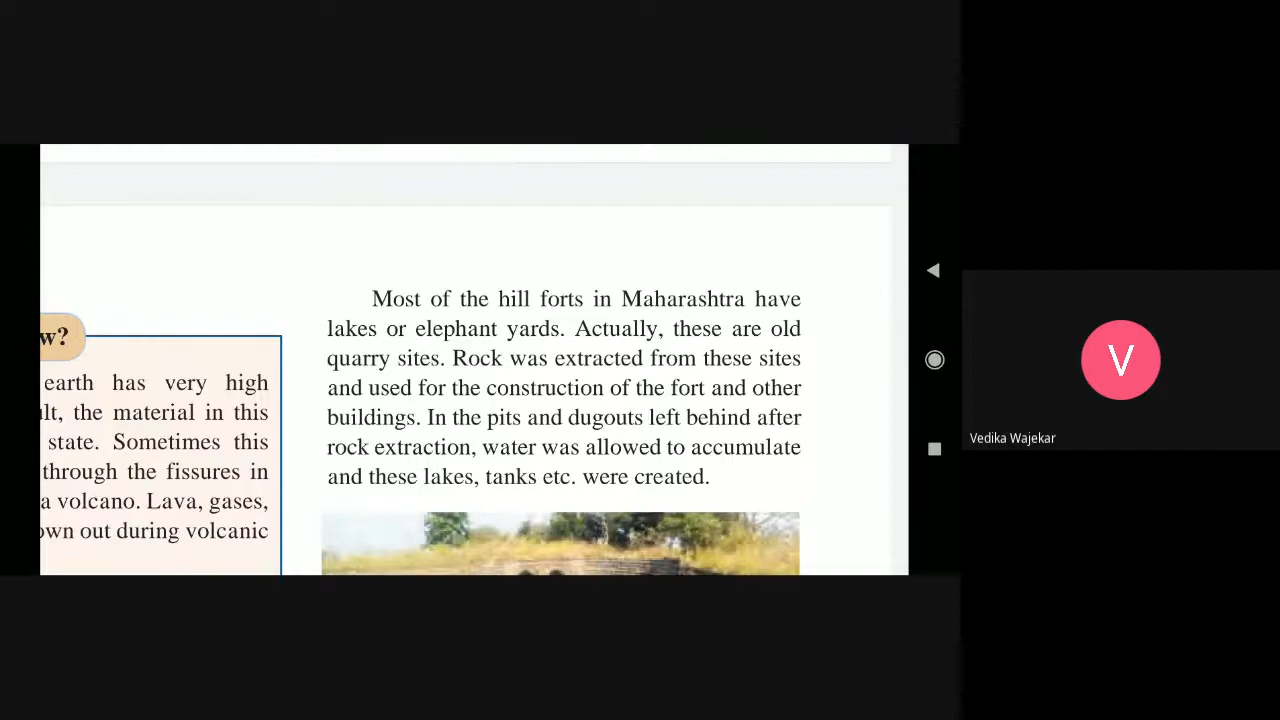 w?
earth has very high
lt, the material in this
state. Sometimes this
through the fissures in
a volcano. Lava, gases,
own out during volcanic
Most of the hill forts in Maharashtra have
lakes or elephant yards. Actually, these are old
quarry sites. Rock was extracted from these sites
and used for the construction of the fort and other
buildings. In the pits and dugouts left behind after
rock extraction, water was allowed to accumulate
and these lakes, tanks etc. were created.
V
Vedika Wajekar